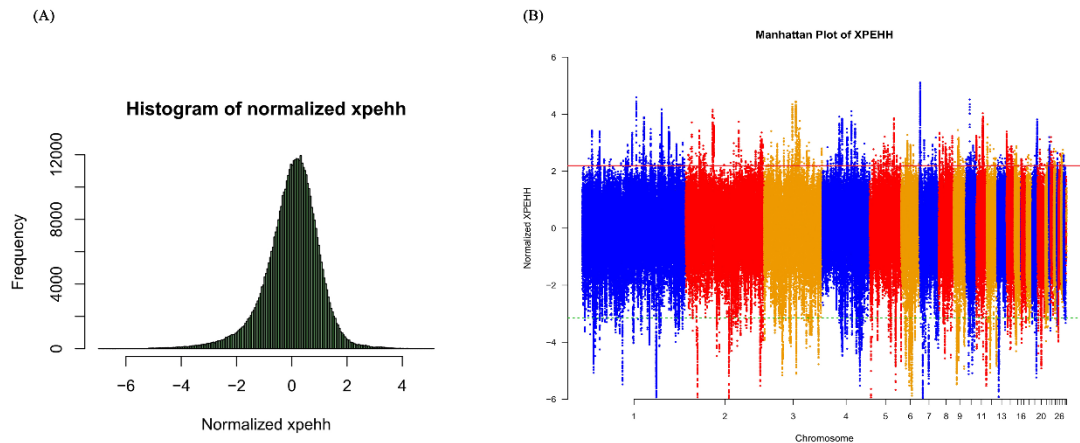 (A)
Histogram of normalized xpehh
Frequency
0 4000 8000 12000
−6 −4 −2 0 2 4
Normalized xpehh
(B)
Manhattan Plot of XPEHH
Normalized XPEHH
6
4
2
0
−2
−4
−6
1 2 3 4 5 6 7 8 9 11 13 16 20 26
Chromosome